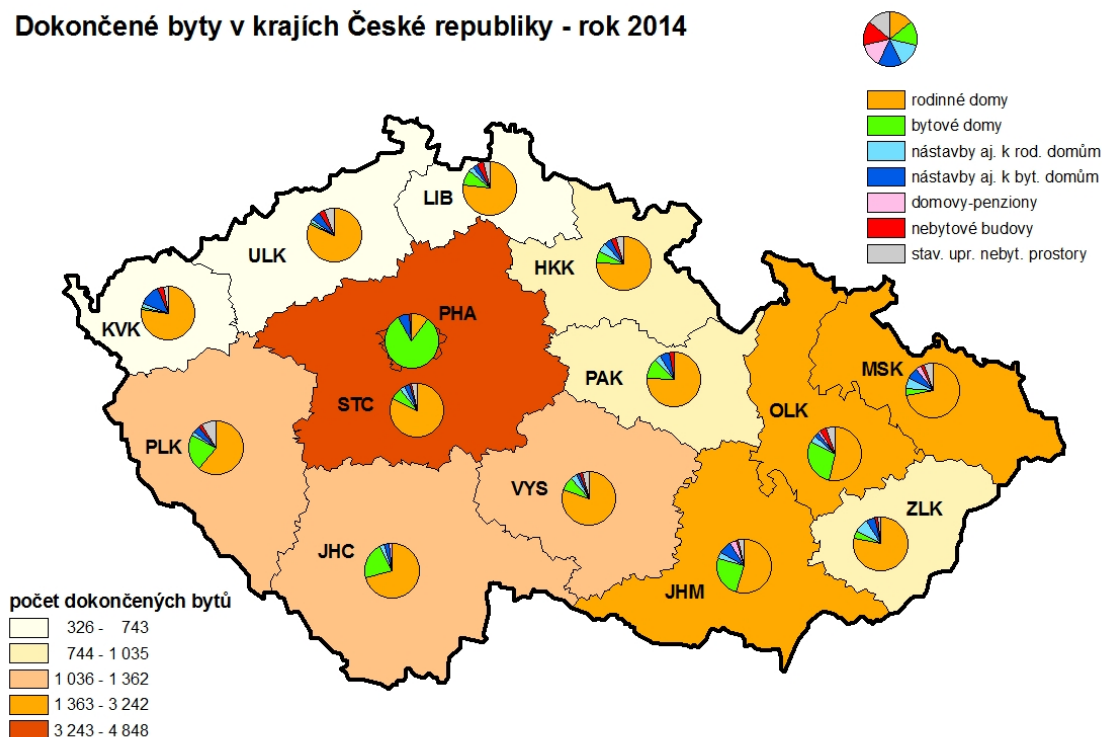 Dokončené byty v krajích České republiky - rok 2014
rodinné domy
bytové domy
nástavby aj. k rod. domům
nástavby aj. k byt. domům
domovy-penziony
nebytové budovy
stav. upr. nebyt. prostory
LIB
ULK
HKK
KVK
PHA
PAK
MSK
STC
OLK
PLK
VYS
ZLK
JHC
JHM
počet dokončených bytů
326 - 743
744 - 1 035
1 036 - 1 362
1 363 - 3 242
3 243 - 4 848